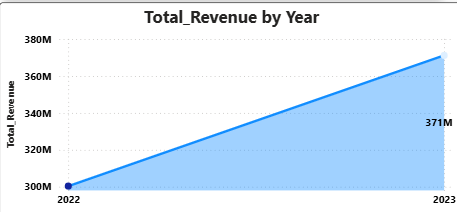 Total_Revenue by Year
380M
360M
340M
320M
300M
Total_Revenue
371M
2022
2023